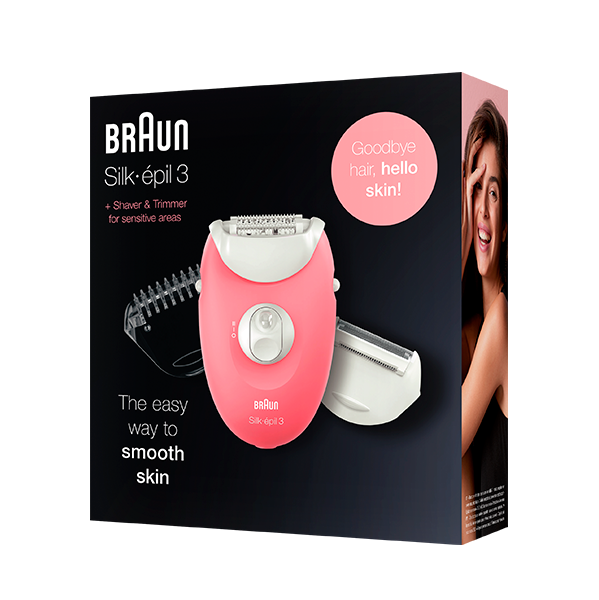 BRAUN
Silk·épil 3
+ Shaver & Trimmer
for sensitive areas
Goodbye
hair, hello
skin!
BRAUN
Silk·épil 3
The easy
way to
smooth
skin